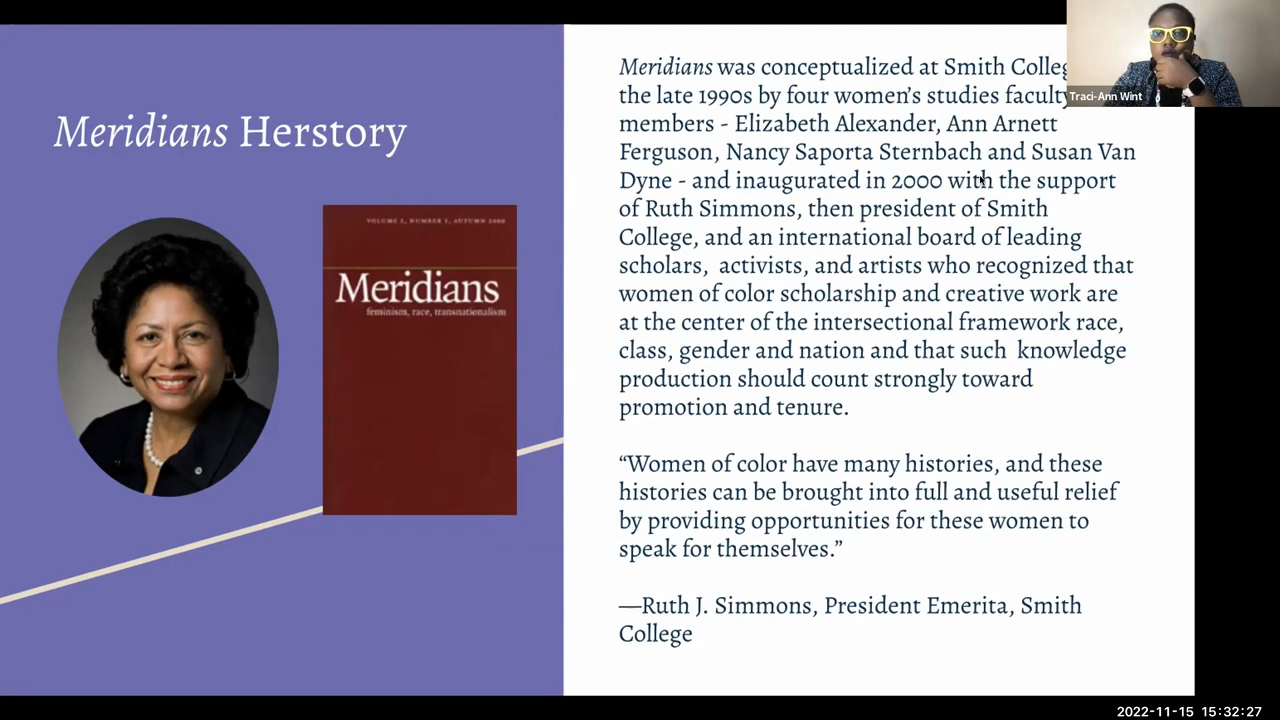 Meridians Herstory
VOLUME 1, NUMBER 1, AUTUMN 2000
Meridians
feminism, race, transnationalism
Meridians was conceptualized at Smith
the late 1990s by four women's studies faculty
members - Elizabeth Alexander, Ann Arnett
Ferguson, Nancy Saporta Sternbach and Susan Van
Dyne - and inaugurated in 2000 with the support
of Ruth Simmons, then president of Smith
College, and an international board of leading
scholars, activists, and artists who recognized that
women of color scholarship and creative work are
at the center of the intersectional framework race,
class, gender and nation and that such knowledge
production should count strongly toward
promotion and tenure.
“Women of color have many histories, and these
histories can be brought into full and useful relief
by providing opportunities for these women to
speak for themselves.”
—Ruth J. Simmons, President Emerita, Smith
College
Traci-Ann Wint
2022-11-15 15:32:27